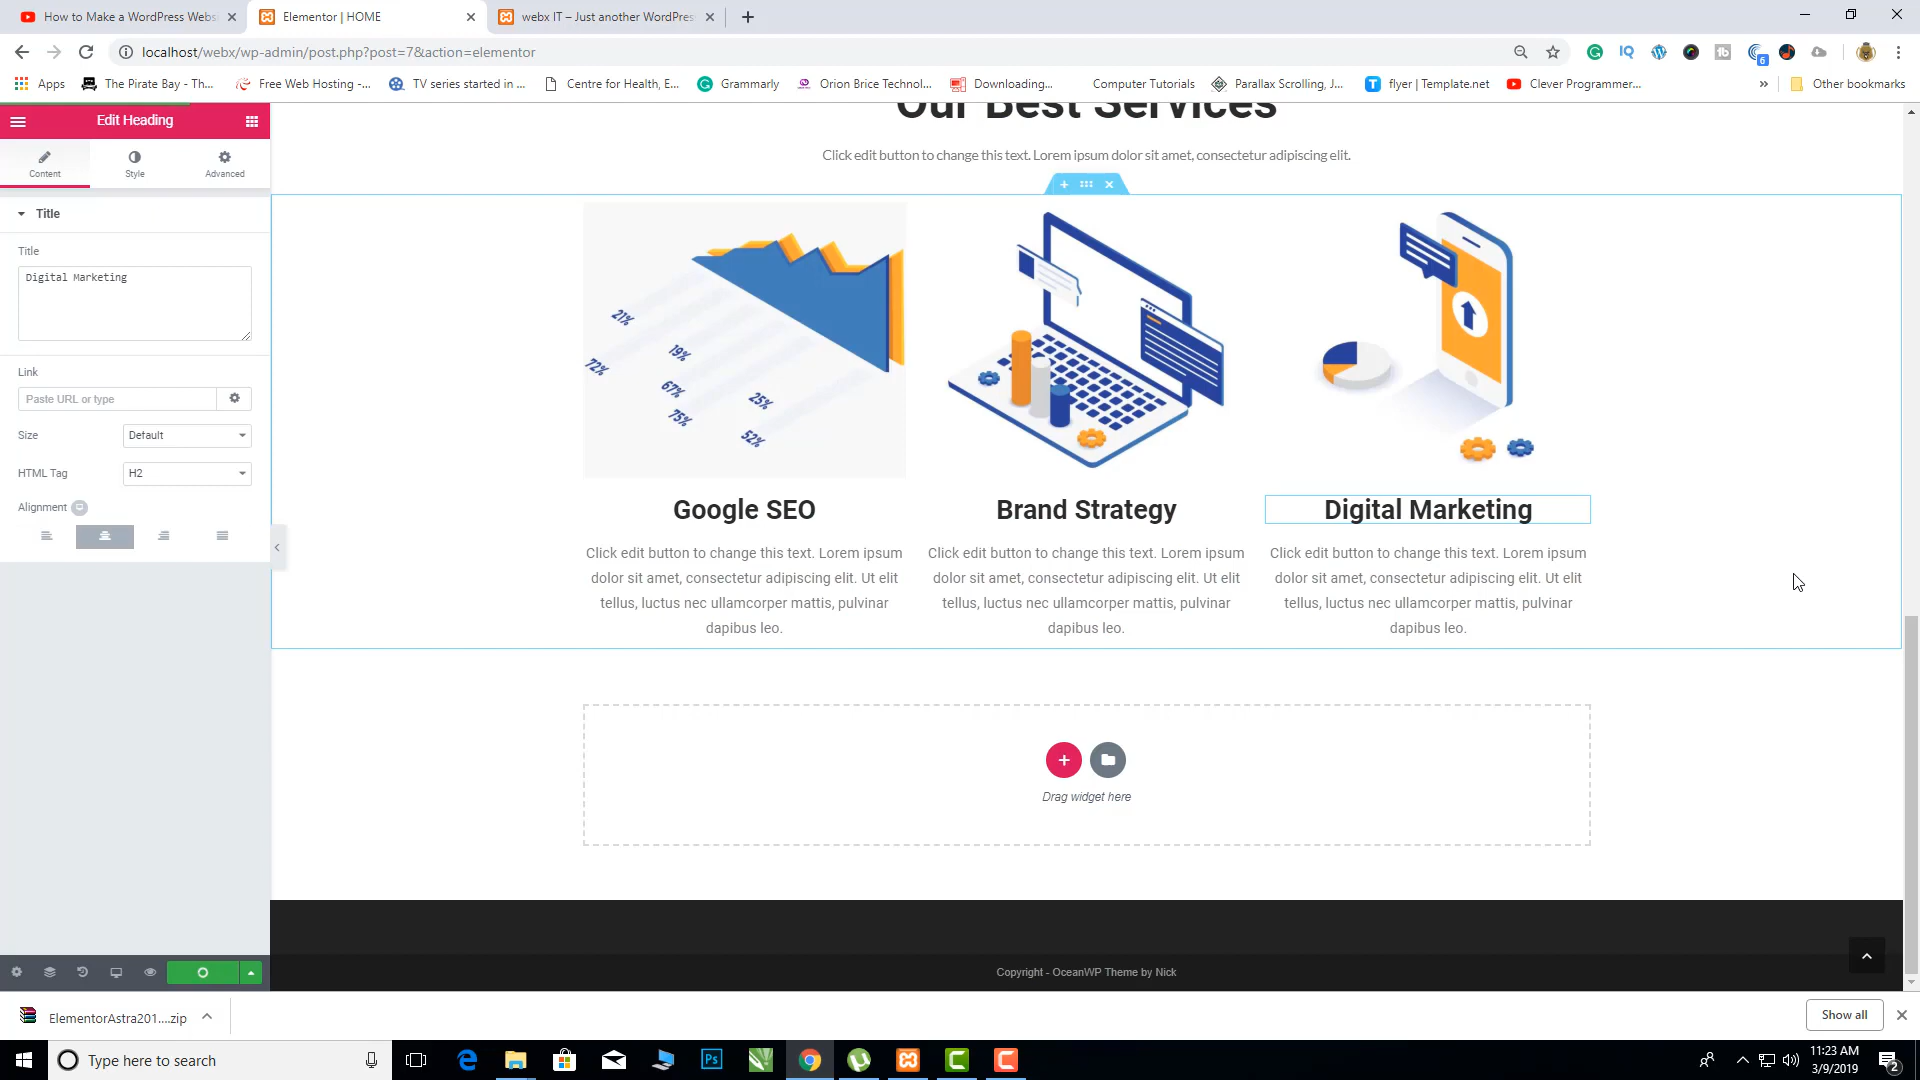 How to Make a WordPress Webs
Elementor | HOME
webx IT – Just another WordPres
localhost/webx/wp-admin/post.php?post=7&action=elementor
6
Apps
The Pirate Bay - Th...
Free Web Hosting -...
TV series started in ...
Centre for Health, E...
Grammarly
Orion Brice Technol...
Downloading...
Computer Tutorials
Parallax Scrolling, J...
flyer | Template.net
Clever Programmer...
»
Other bookmarks
Edit Heading
Content
Style
Advanced
Title
Title
Digital Marketing
Link
Paste URL or type
Size
Default
HTML Tag
H2
Alignment
Our Best Services
Click edit button to change this text. Lorem ipsum dolor sit amet, consectetur adipiscing elit.
21%
72%
19%
67%
75%
25%
52%
Google SEO
Click edit button to change this text. Lorem ipsum
dolor sit amet, consectetur adipiscing elit. Ut elit
tellus, luctus nec ullamcorper mattis, pulvinar
dapibus leo.
Brand Strategy
Click edit button to change this text. Lorem ipsum
dolor sit amet, consectetur adipiscing elit. Ut elit
tellus, luctus nec ullamcorper mattis, pulvinar
dapibus leo.
Digital Marketing
Click edit button to change this text. Lorem ipsum
dolor sit amet, consectetur adipiscing elit. Ut elit
tellus, luctus nec ullamcorper mattis, pulvinar
dapibus leo.
Drag widget here
Copyright - OceanWP Theme by Nick
ElementorAstra201....zip
Show all
Type here to search
Ps
11:23 AM
3/9/2019
2